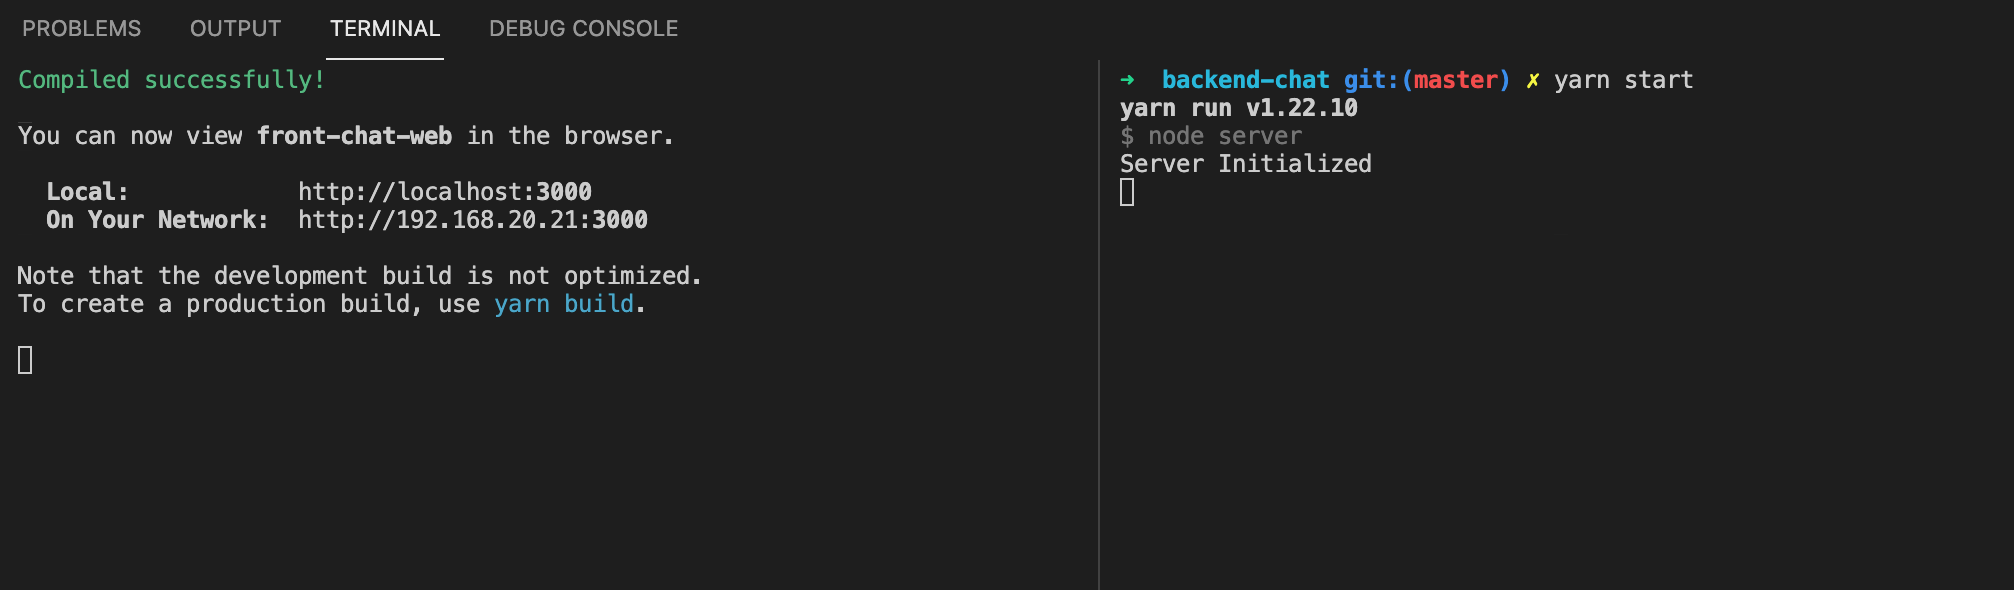 PROBLEMS OUTPUT TERMINAL DEBUG CONSOLE
Compiled successfully!
You can now view front-chat-web in the browser.
Local: http://localhost:3000
On Your Network: http://192.168.20.21:3000
Note that the development build is not optimized.
To create a production build, use yarn build.
➜ backend-chat git:(master) ✗ yarn start
yarn run v1.22.10
$ node server
Server Initialized